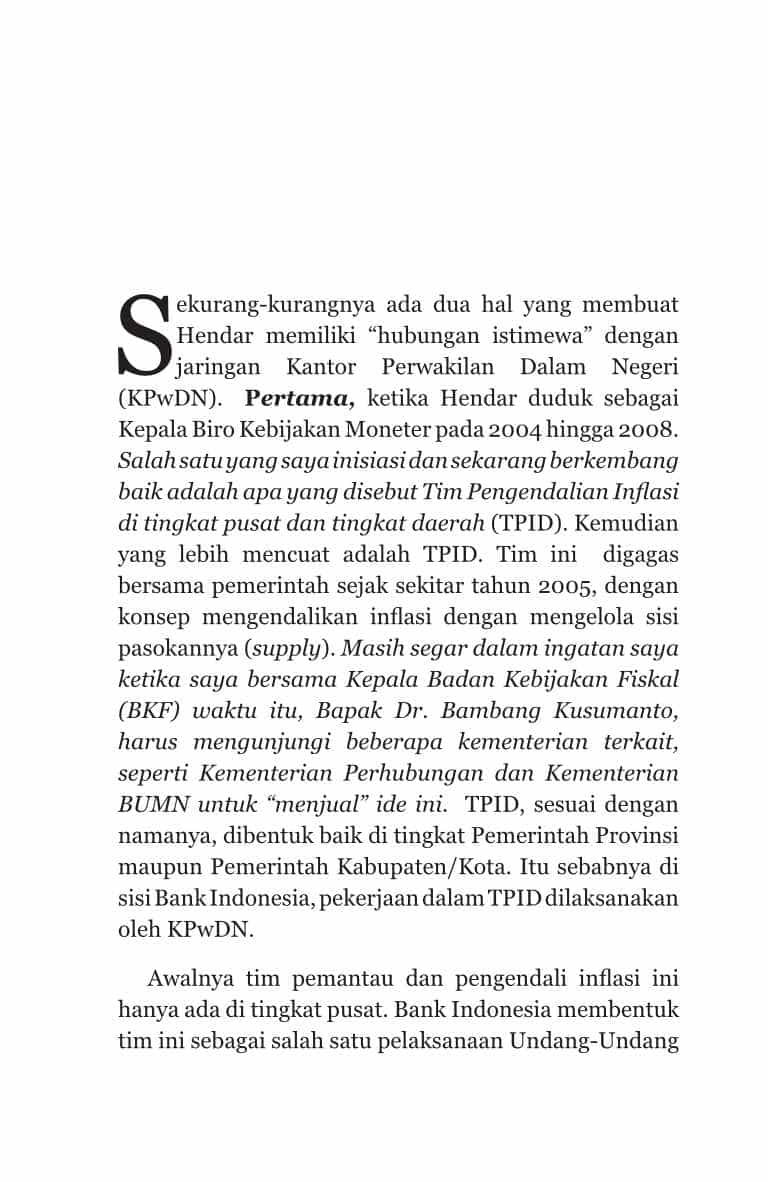 Sekurang-kurangnya ada dua hal yang membuat
Hendar memiliki “hubungan istimewa” dengan
jaringan Kantor Perwakilan Dalam Negeri
(KPwDN). Pertama, ketika Hendar duduk sebagai
Kepala Biro Kebijakan Moneter pada 2004 hingga 2008.
Salah satu yang saya inisiasi dan sekarang berkembang
baik adalah apa yang disebut Tim Pengendalian Inflasi
di tingkat pusat dan tingkat daerah (TPID). Kemudian
yang lebih mencuat adalah TPID. Tim ini digagas
bersama pemerintah sejak sekitar tahun 2005, dengan
konsep mengendalikan inflasi dengan mengelola sisi
pasokannya (supply). Masih segar dalam ingatan saya
ketika saya bersama Kepala Badan Kebijakan Fiskal
(BKF) waktu itu, Bapak Dr. Bambang Kusumanto,
harus mengunjungi beberapa kementerian terkait,
seperti Kementerian Perhubungan dan Kementerian
BUMN untuk “menjual” ide ini. TPID, sesuai dengan
namanya, dibentuk baik di tingkat Pemerintah Provinsi
maupun Pemerintah Kabupaten/Kota. Itu sebabnya di
sisi Bank Indonesia, pekerjaan dalam TPID dilaksanakan
oleh KPwDN.
Awalnya tim pemantau dan pengendali inflasi ini
hanya ada di tingkat pusat. Bank Indonesia membentuk
tim ini sebagai salah satu pelaksanaan Undang-Undang